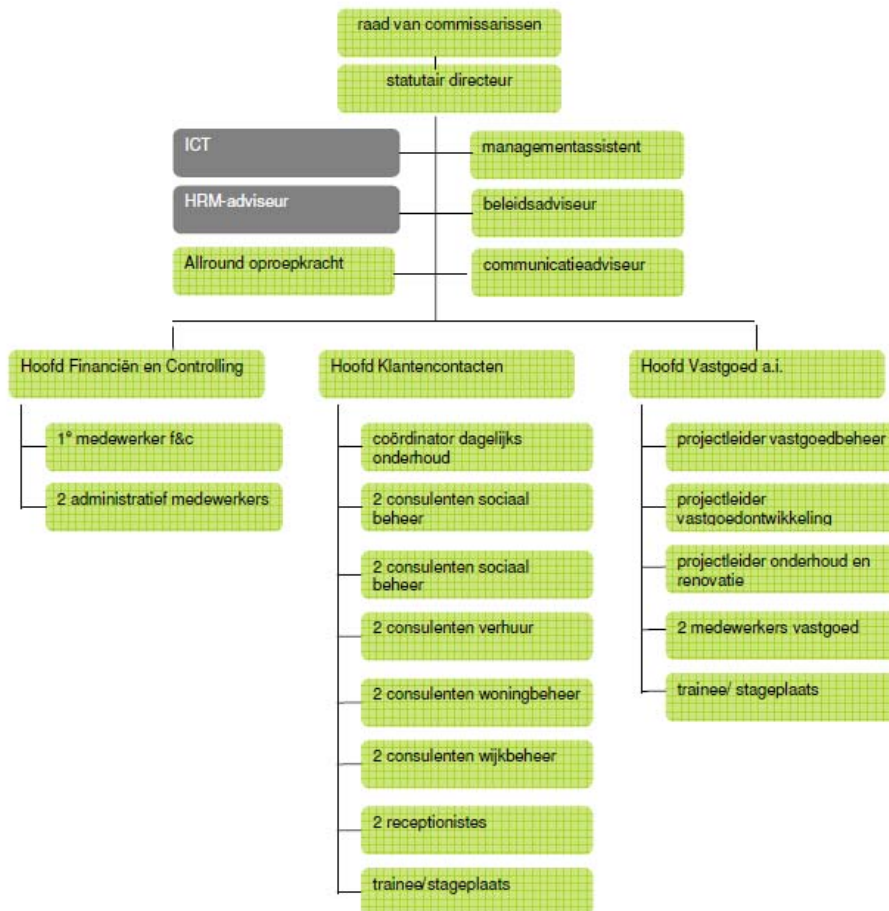 raad van commissarissen
statutair directeur
ICT
managementassistent
HRM-adviseur
beleidsadviseur
Allround oproepkracht
communicatieadviseur
Hoofd Financiën en Controlling
1e medewerker f&c
2 administratief medewerkers
Hoofd Klantencontacten
coördinator dagelijks
onderhoud
2 consulenten sociaal
beheer
2 consulenten sociaal
beheer
2 consulenten verhuur
2 consulenten woningbeheer
2 consulenten wijkbeheer
2 receptionistes
trainee/stageplaats
Hoofd Vastgoed a.i.
projectleider vastgoedbeheer
projectleider
vastgoedontwikkeling
projectleider onderhoud en
renovatie
2 medewerkers vastgoed
trainee/ stageplaats